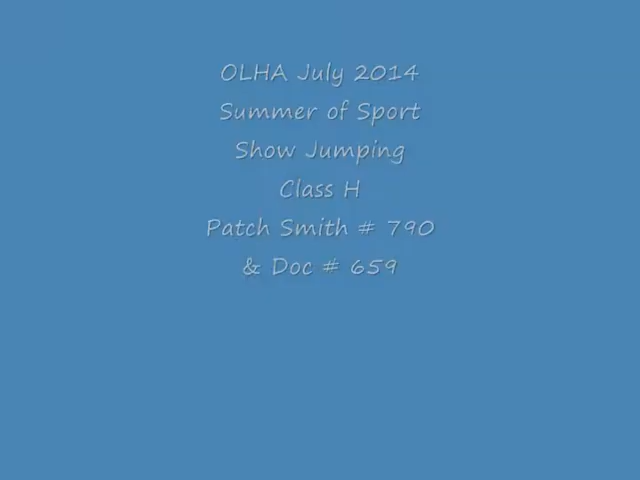 OLHA July 2014
Summer of Sport
Show Jumping
Class H
Patch Smith # 790
& Doc # 659